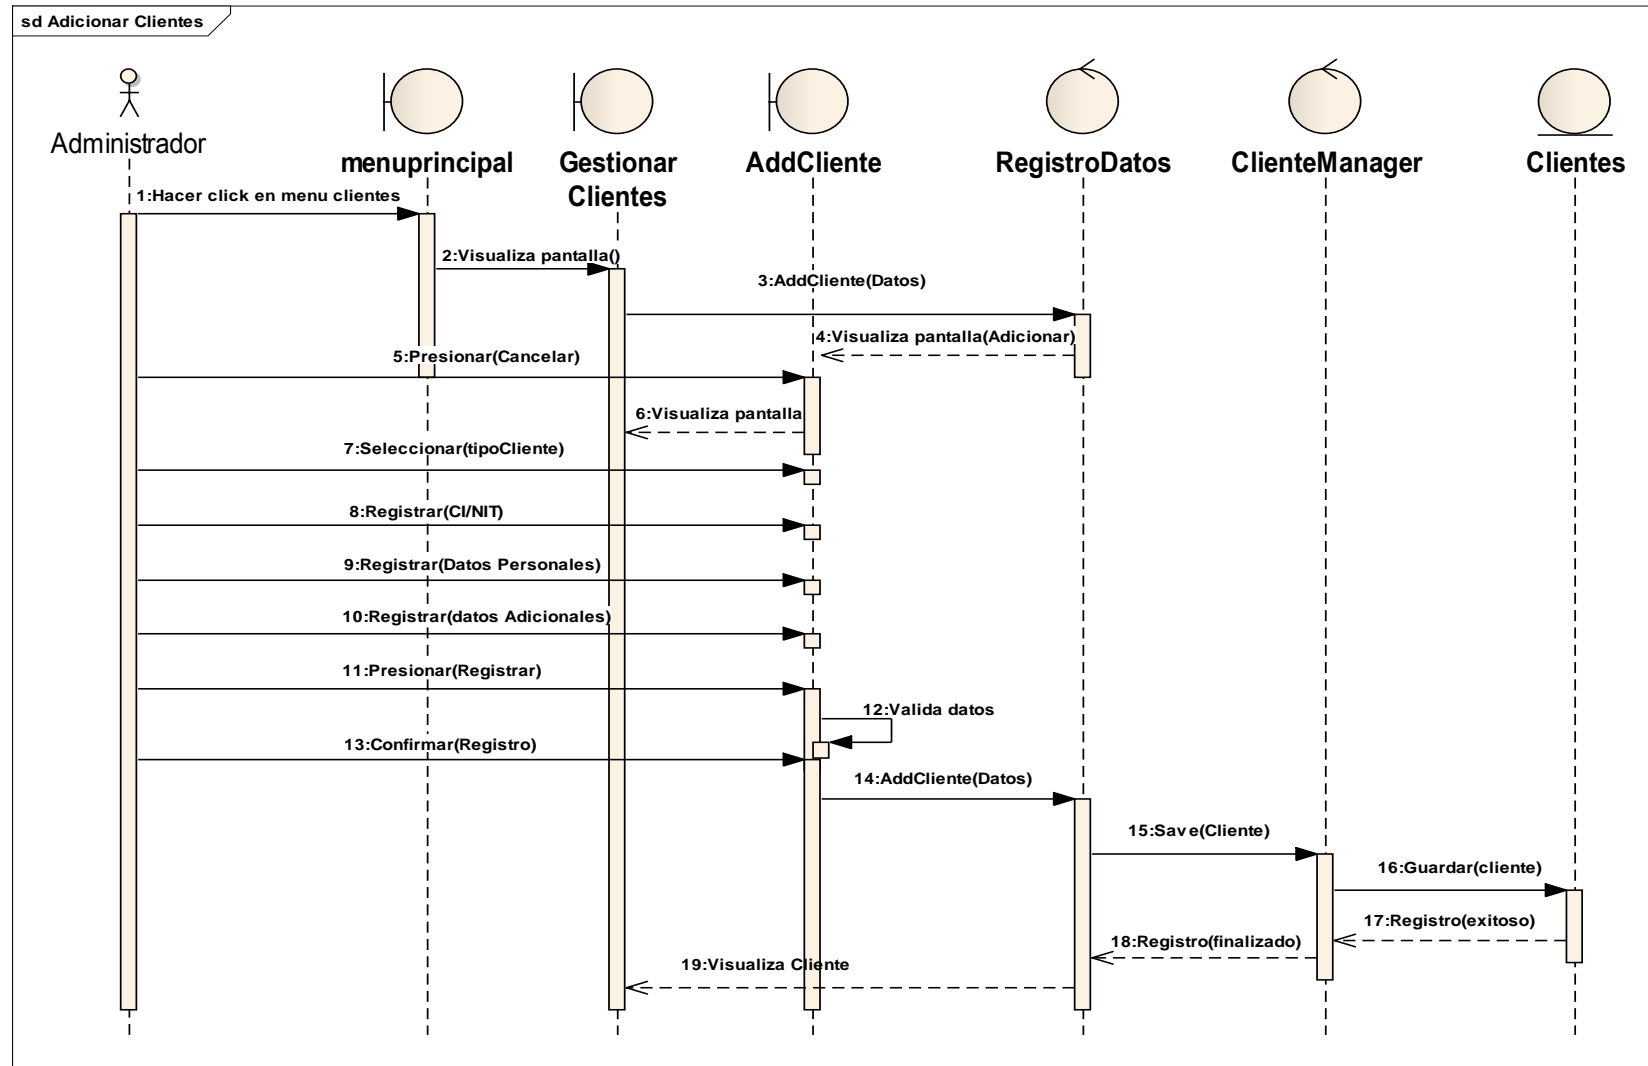 sd Adicionar Clientes
Administrador
menuprincipal
Gestionar
Clientes
AddCliente
RegistroDatos
ClienteManager
Clientes
1:Hacer click en menu clientes
2:Visualiza pantalla()
3:AddCliente(Datos)
4:Visualiza pantalla(Adicionar)
5:Presionar(Cancelar)
6:Visualiza pantalla
7:Seleccionar(tipoCliente)
8:Registrar(CI/NIT)
9:Registrar(Datos Personales)
10:Registrar(datos Adicionales)
11:Presionar(Registrar)
12:Valida datos
13:Confirmar(Registro)
14:AddCliente(Datos)
15:Save(Cliente)
16:Guardar(cliente)
17:Registro(exitoso)
18:Registro(finalizado)
19:Visualiza Cliente